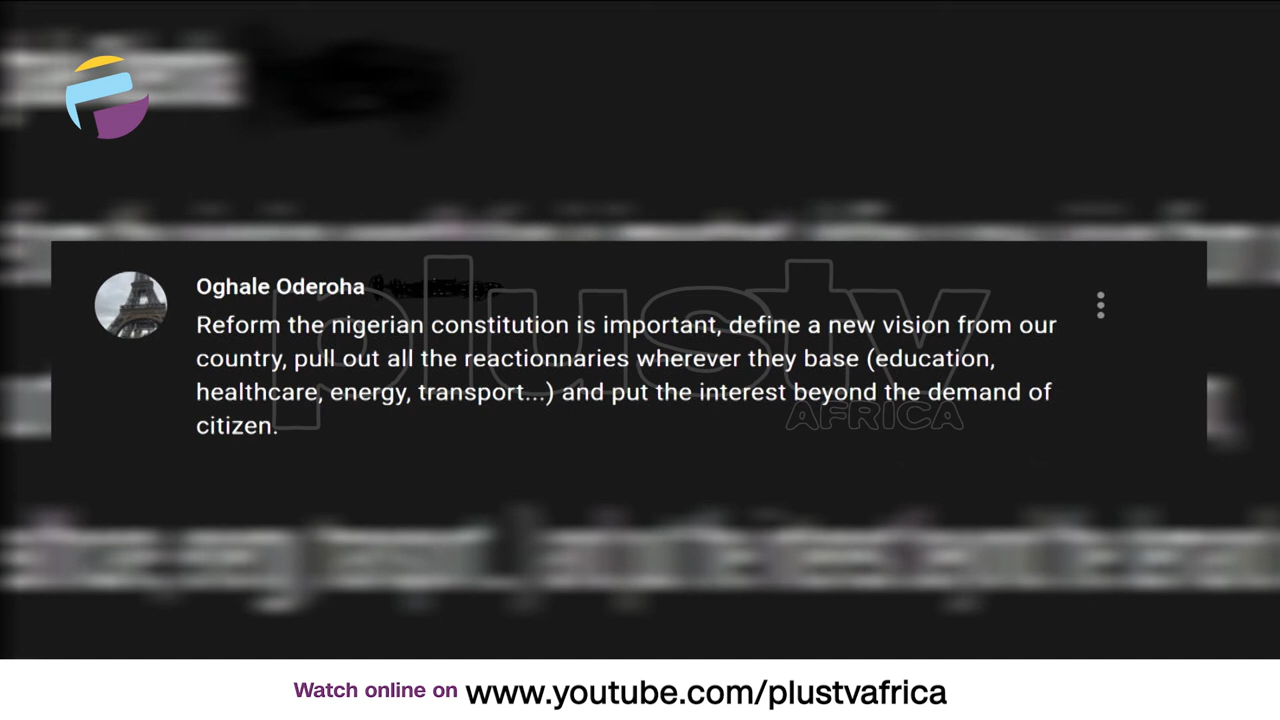 Oghale Oderoha
Reform the nigerian constitution is important, define a new vision from our
country, pull out all the reactionnaries wherever they base (education,
healthcare, energy, transport...) and put the interest beyond the demand of
citizen.
plustv
AFRICA
Watch online on www.youtube.com/plustvafrica